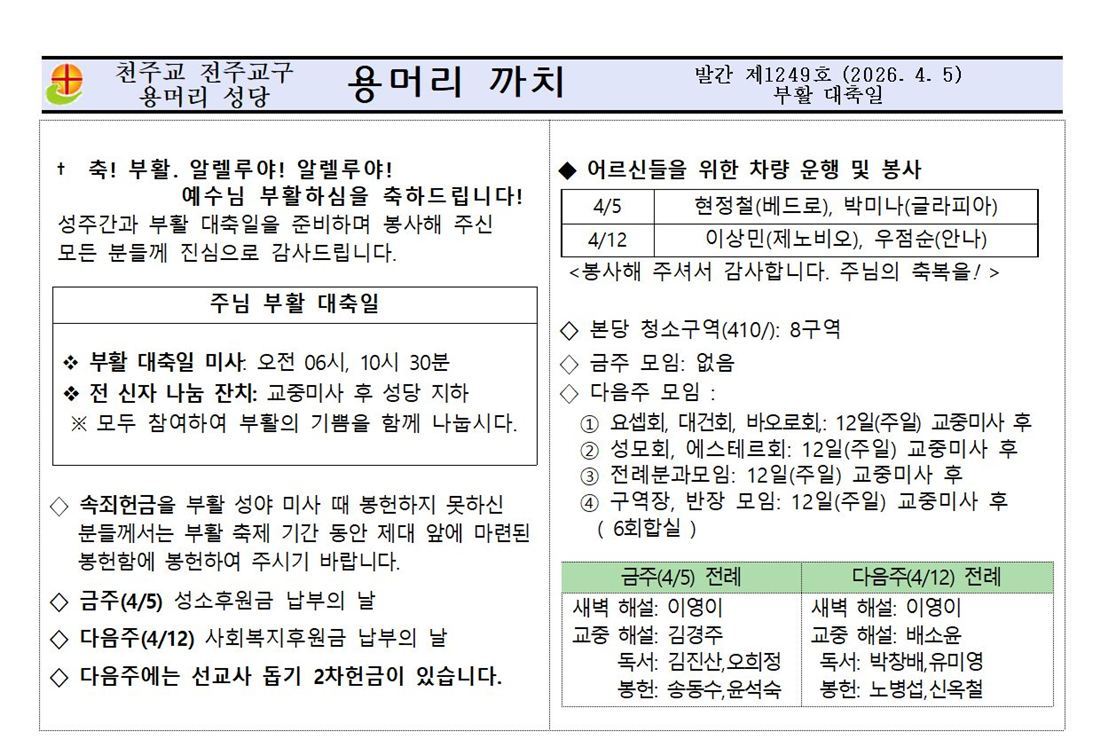 천주교 전주교구
용머리 성당
용머리 까치
발간 제1249호 (2026. 4. 5)
부활 대축일
† 축! 부활. 알렐루야! 알렐루야!
예수님 부활하심을 축하드립니다!
성주간과 부활 대축일을 준비하며 봉사해 주신
모든 분들께 진심으로 감사드립니다.
주님 부활 대축일
❖ 부활 대축일 미사: 오전 06시, 10시 30분
❖ 전 신자 나눔 잔치: 교중미사 후 성당 지하
※ 모두 참여하여 부활의 기쁨을 함께 나눕시다.
◇ 속죄헌금을 부활 성야 미사 때 봉헌하지 못하신
분들께서는 부활 축제 기간 동안 제대 앞에 마련된
봉헌함에 봉헌하여 주시기 바랍니다.
◇ 금주(4/5) 성소후원금 납부의 날
◇ 다음주(4/12) 사회복지후원금 납부의 날
◇ 다음주에는 선교사 돕기 2차헌금이 있습니다.
◆ 어르신들을 위한 차량 운행 및 봉사
4/5 현정철(베드로), 박미나(글라피아)
4/12 이상민(제노비오), 우점순(안나)
<봉사해 주셔서 감사합니다. 주님의 축복을! >
◇ 본당 청소구역(410/): 8구역
◇ 금주 모임: 없음
◇ 다음주 모임 :
① 요셉회, 대건회, 바오로회,: 12일(주일) 교중미사 후
② 성모회, 에스테르회: 12일(주일) 교중미사 후
③ 전례분과모임: 12일(주일) 교중미사 후
④ 구역장, 반장 모임: 12일(주일) 교중미사 후
( 6회합실 )
금주(4/5) 전례 다음주(4/12) 전례
새벽 해설: 이영이 새벽 해설: 이영이
교중 해설: 김경주 교중 해설: 배소윤
독서: 김진산,오희정 독서: 박창배,유미영
봉헌: 송동수,윤석숙 봉헌: 노병섭,신옥철